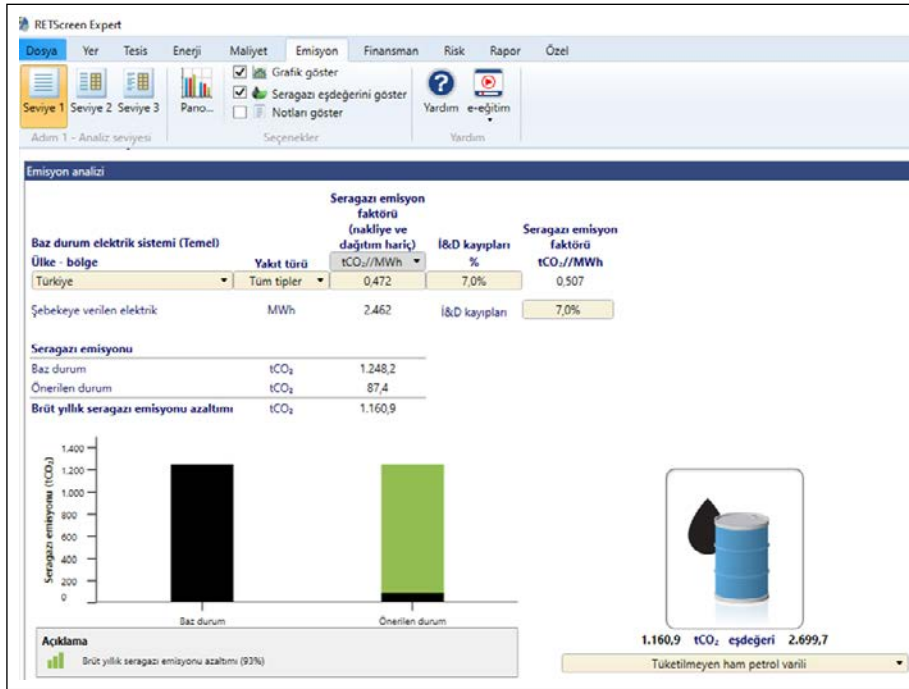 RETScreen Expert
Dosya Yer Tesis Enerji Maliyet Emisyon Finansman Risk Rapor Özel
Seviye 1 Seviye 2 Seviye 3 Pano...
Grafik göster
Seragazı eşdeğerini göster
Notları göster
Yardım e-eğitim
Adım 1 - Analiz seviyesi Seçenekler Yardım
Emisyon analizi
Seragazı emisyon
faktörü
(nakliye ve
dağıtım hariç)
Seragazı emisyon
faktörü
Baz durum elektrik sistemi (Temel) İ&D kayıpları
Ülke - bölge Yakıt türü tCO₂//MWh % tCO₂//MWh
Türkiye Tüm tipler 0,472 7,0% 0,507
Şebekeye verilen elektrik MWh 2.462 İ&D kayıpları 7,0%
Seragazı emisyonu
Baz durum tCO₂ 1.248,2
Önerilen durum tCO₂ 87,4
Brüt yıllık seragazı emisyonu azaltımı tCO₂ 1.160,9
Seragazı emisyonu (tCO₂)
1.400
1.200
1.000
800
600
400
200
0
Baz durum Önerilen durum
Açıklama
Brüt yıllık seragazı emisyonu azaltımı (93%)
1.160,9 tCO₂ eşdeğeri 2.699,7
Tüketilmeyen ham petrol varili